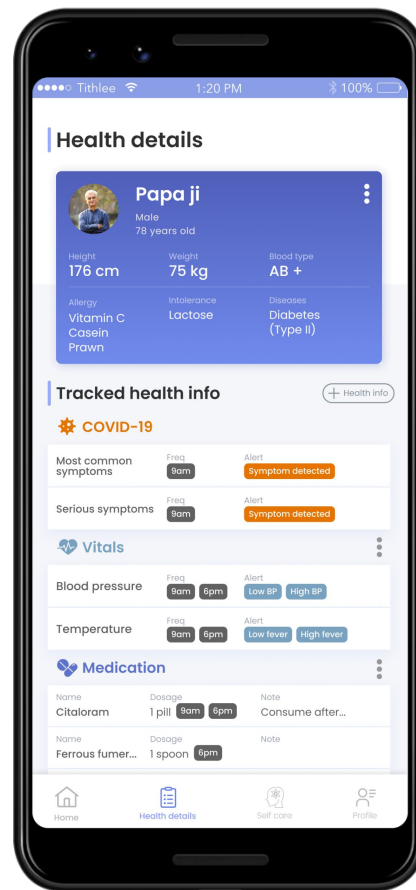 Tithlee 1:20 PM 100%
Health details
Papa ji
Male
78 years old
Height Weight Blood type
176 cm 75 kg AB +
Allergy Intolerance Diseases
Vitamin C Lactose Diabetes
Casein (Type II)
Prawn
Tracked health info + Health info
COVID-19
Most common symptoms Freq 9am Alert Symptom detected
Serious symptoms Freq 9am Alert Symptom detected
Vitals
Blood pressure Freq 9am 6pm Alert Low BP High BP
Temperature Freq 9am 6pm Alert Low fever High fever
Medication
Name Dosage Note
Citaloram 1 pill 9am 6pm Consume after...
Name Dosage Note
Ferrous fumer... 1 spoon 6pm
Home Health details Self care Profile